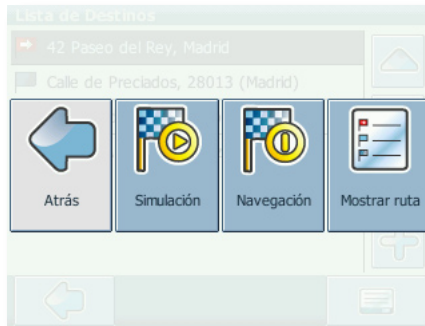 Lista de Destinos
42 Paseo del Rey, Madrid
Calle de Preciados, 28013 (Madrid)
Atrás
Simulación
Navegación
Mostrar ruta